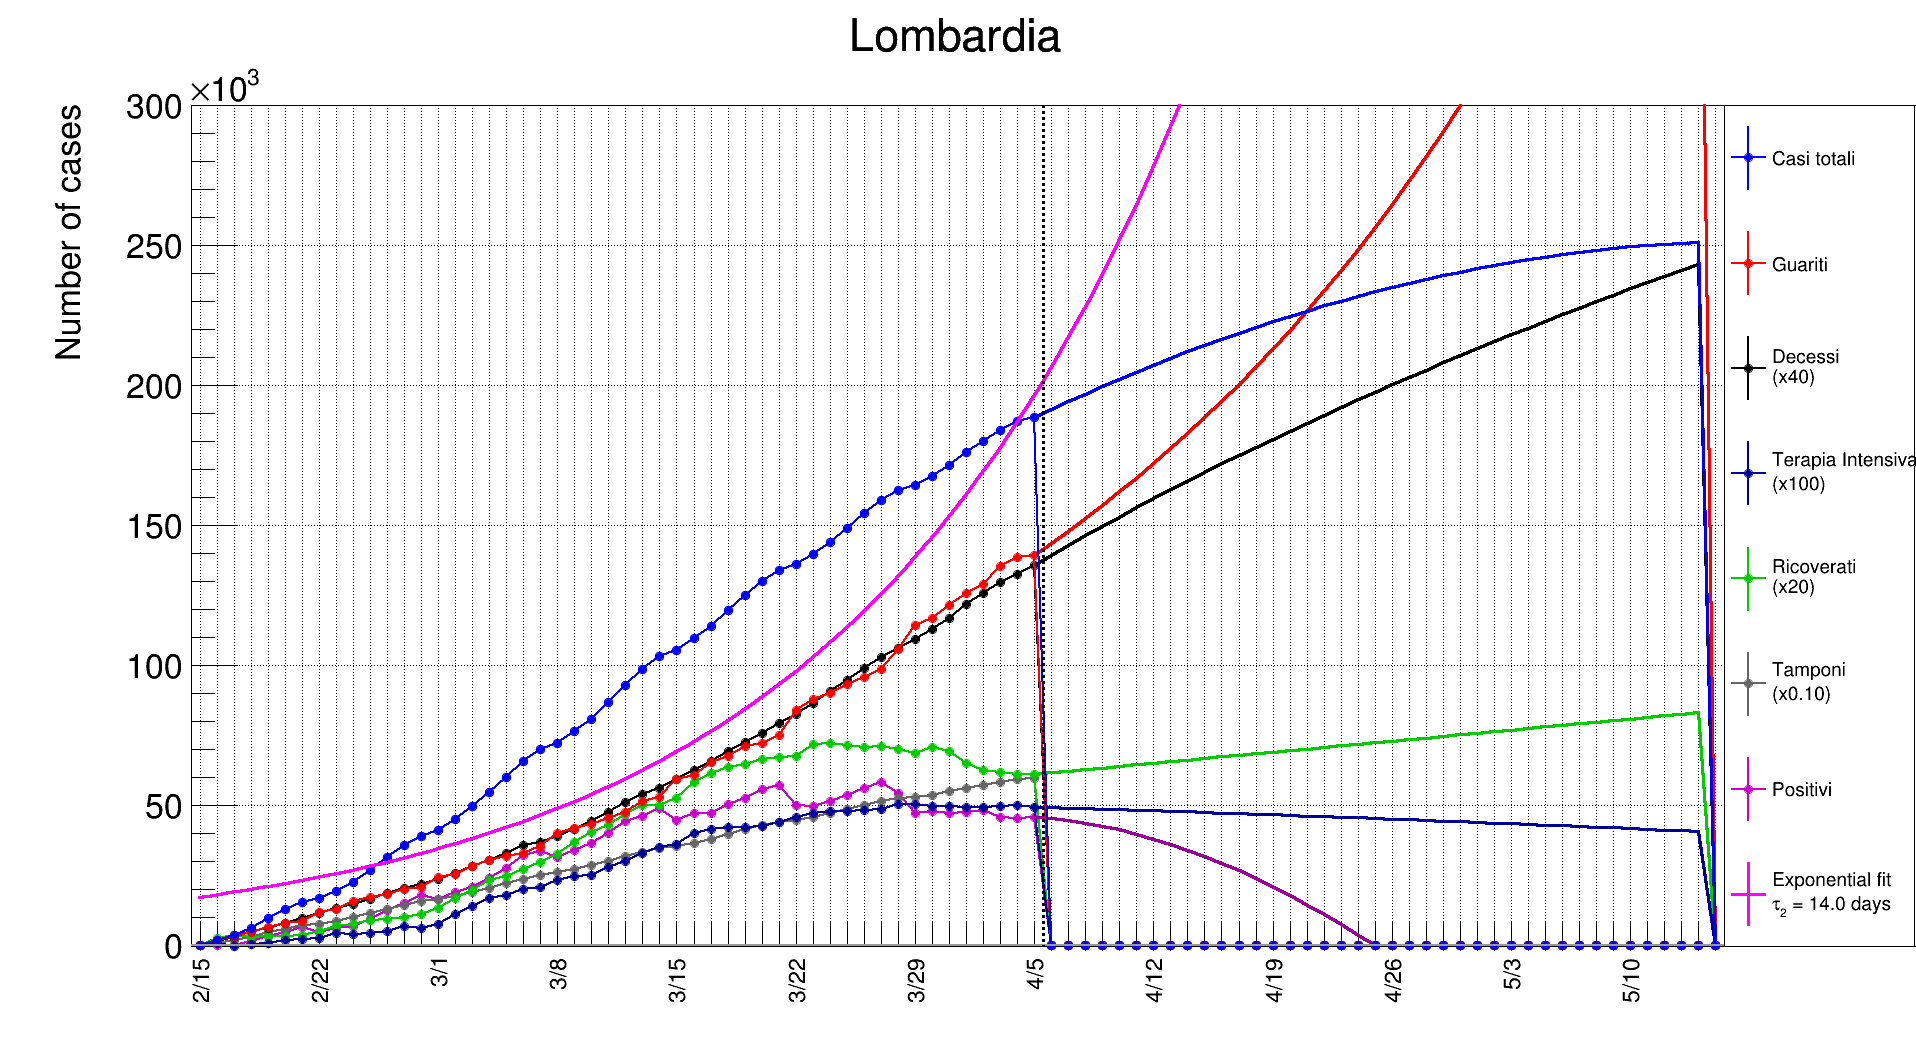 Lombardia
×10³
Number of cases
300
250
200
150
100
50
0
2/15
2/22
3/1
3/8
3/15
3/22
3/29
4/5
4/12
4/19
4/26
5/3
5/10
Casi totali
Guariti
Decessi
(x40)
Terapia Intensiva
(x100)
Ricoverati
(x20)
Tamponi
(x0.10)
Positivi
Exponential fit
τ₂ = 14.0 days